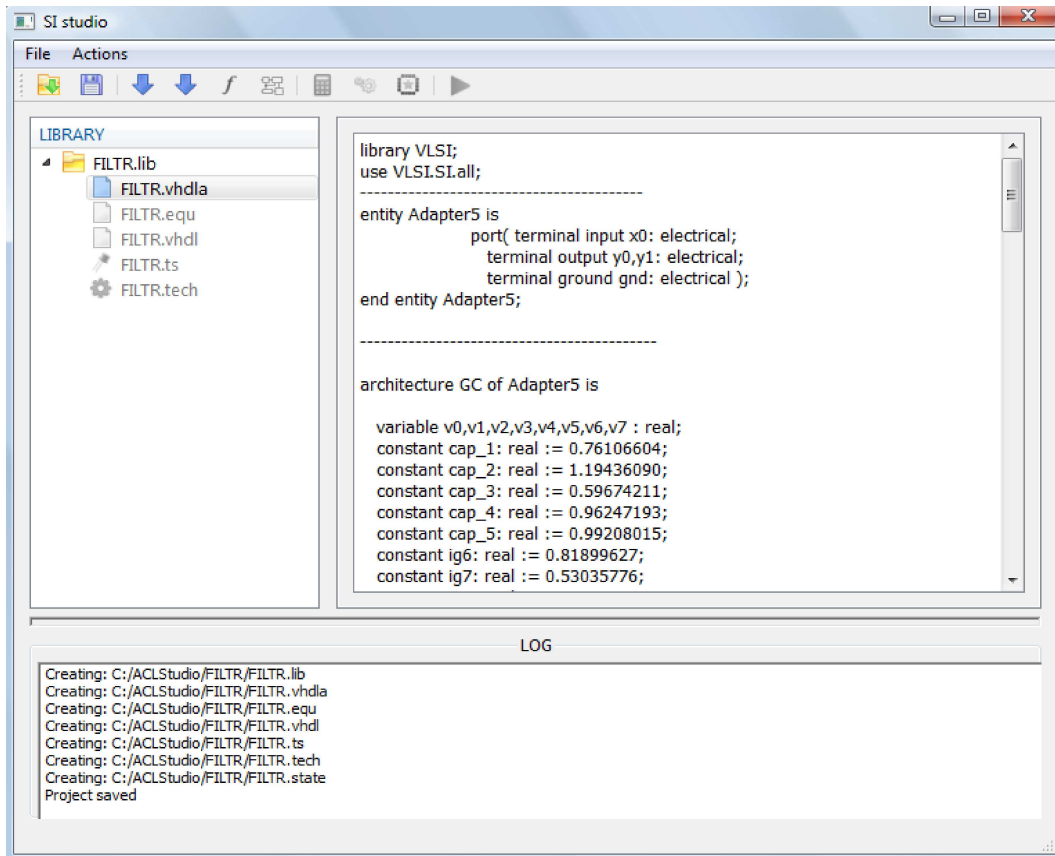 SI studio
File Actions
LIBRARY
FILTR.lib
FILTR.vhdla
FILTR.equ
FILTR.vhdl
FILTR.ts
FILTR.tech
library VLSI;
use VLSI.SI.all;
-----------------------------------------
entity Adapter5 is
port( terminal input x0: electrical;
terminal output y0,y1: electrical;
terminal ground gnd: electrical );
end entity Adapter5;
-------------------------------------------
architecture GC of Adapter5 is
variable v0,v1,v2,v3,v4,v5,v6,v7 : real;
constant cap_1: real := 0.76106604;
constant cap_2: real := 1.19436090;
constant cap_3: real := 0.59674211;
constant cap_4: real := 0.96247193;
constant cap_5: real := 0.99208015;
constant ig6: real := 0.81899627;
constant ig7: real := 0.53035776;
LOG
Creating: C:/ACLStudio/FILTR/FILTR.lib
Creating: C:/ACLStudio/FILTR/FILTR.vhdla
Creating: C:/ACLStudio/FILTR/FILTR.equ
Creating: C:/ACLStudio/FILTR/FILTR.vhdl
Creating: C:/ACLStudio/FILTR/FILTR.ts
Creating: C:/ACLStudio/FILTR/FILTR.tech
Creating: C:/ACLStudio/FILTR/FILTR.state
Project saved